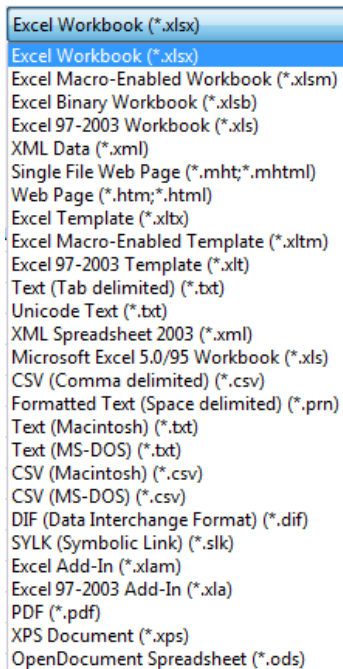 Excel Workbook (*.xlsx)
Excel Workbook (*.xlsx)
Excel Macro-Enabled Workbook (*.xlsm)
Excel Binary Workbook (*.xlsb)
Excel 97-2003 Workbook (*.xls)
XML Data (*.xml)
Single File Web Page (*.mht;*.mhtml)
Web Page (*.htm;*.html)
Excel Template (*.xltx)
Excel Macro-Enabled Template (*.xltm)
Excel 97-2003 Template (*.xlt)
Text (Tab delimited) (*.txt)
Unicode Text (*.txt)
XML Spreadsheet 2003 (*.xml)
Microsoft Excel 5.0/95 Workbook (*.xls)
CSV (Comma delimited) (*.csv)
Formatted Text (Space delimited) (*.prn)
Text (Macintosh) (*.txt)
Text (MS-DOS) (*.txt)
CSV (Macintosh) (*.csv)
CSV (MS-DOS) (*.csv)
DIF (Data Interchange Format) (*.dif)
SYLK (Symbolic Link) (*.slk)
Excel Add-In (*.xlam)
Excel 97-2003 Add-In (*.xla)
PDF (*.pdf)
XPS Document (*.xps)
OpenDocument Spreadsheet (*.ods)